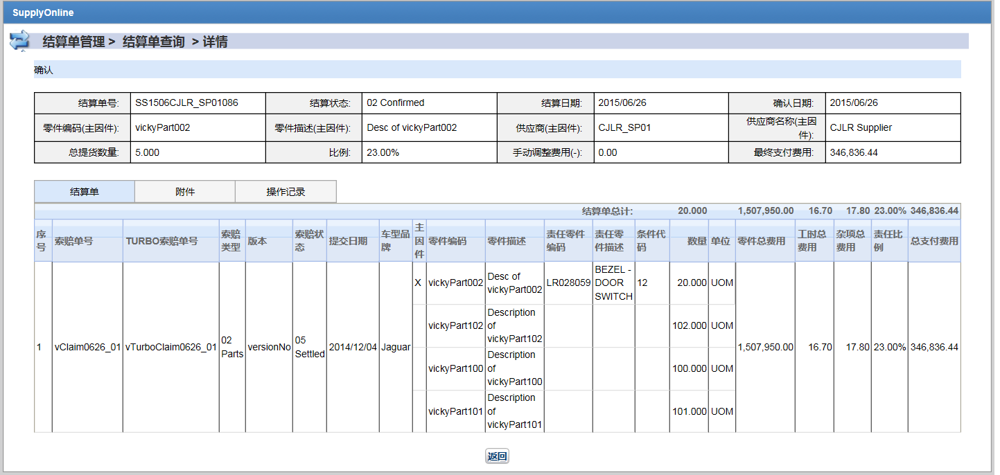 SupplyOnline
结算单管理 > 结算单查询 > 详情
确认
结算单号: SS1506CJLR_SP01086 结算状态: 02 Confirmed 结算日期: 2015/06/26 确认日期: 2015/06/26
零件编码(主因件): vickyPart002 零件描述(主因件): Desc of vickyPart002 供应商(主因件): CJLR_SP01 供应商名称(主因
件): CJLR Supplier
总提货数量: 5.000 比例: 23.00% 手动调整费用(-): 0.00 最终支付费用: 346,836.44
结算单 附件 操作记录
结算单总计: 20.000 1,507,950.00 16.70 17.80 23.00% 346,836.44
序
号
索赔单号
TURBO索赔单号
索赔
类型
版本
索赔状
态
提交日期
车型品
牌
主
因
件
零件编码
零件描述
责任零件
编码
责任零
件描述
条件代
码
数量
单位
零件总费用
工时总
费用
杂项总
费用
责任比
例
总支付费用
1
vClaim0626_01
vTurboClaim0626_01
02
Parts
versionNo
05
Settled
2014/12/04
Jaguar
X
vickyPart002
Desc of
vickyPart002
LR028059
BEZEL -
DOOR
SWITCH
12
20.000
UOM
vickyPart102
Description
of
vickyPart102
102.000
UOM
vickyPart100
Description
of
vickyPart100
100.000
UOM
vickyPart101
Description
of
vickyPart101
101.000
UOM
1,507,950.00
16.70
17.80
23.00%
346,836.44
返回